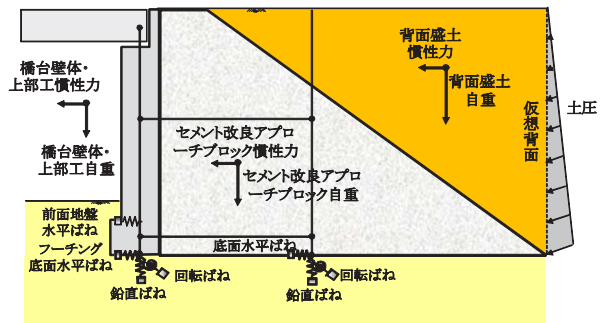 背面盛土
慣性力
背面盛土
自重
橋台壁体・
上部工慣性力
橋台壁体・
上部工自重
セメント改良アプロ
ーチブロック慣性力
セメント改良アプロ
ーチブロック自重
仮想背面
土圧
前面地盤
水平ばね
フーチング
底面水平ばね
底面水平ばね
回転ばね
鉛直ばね
回転ばね
鉛直ばね